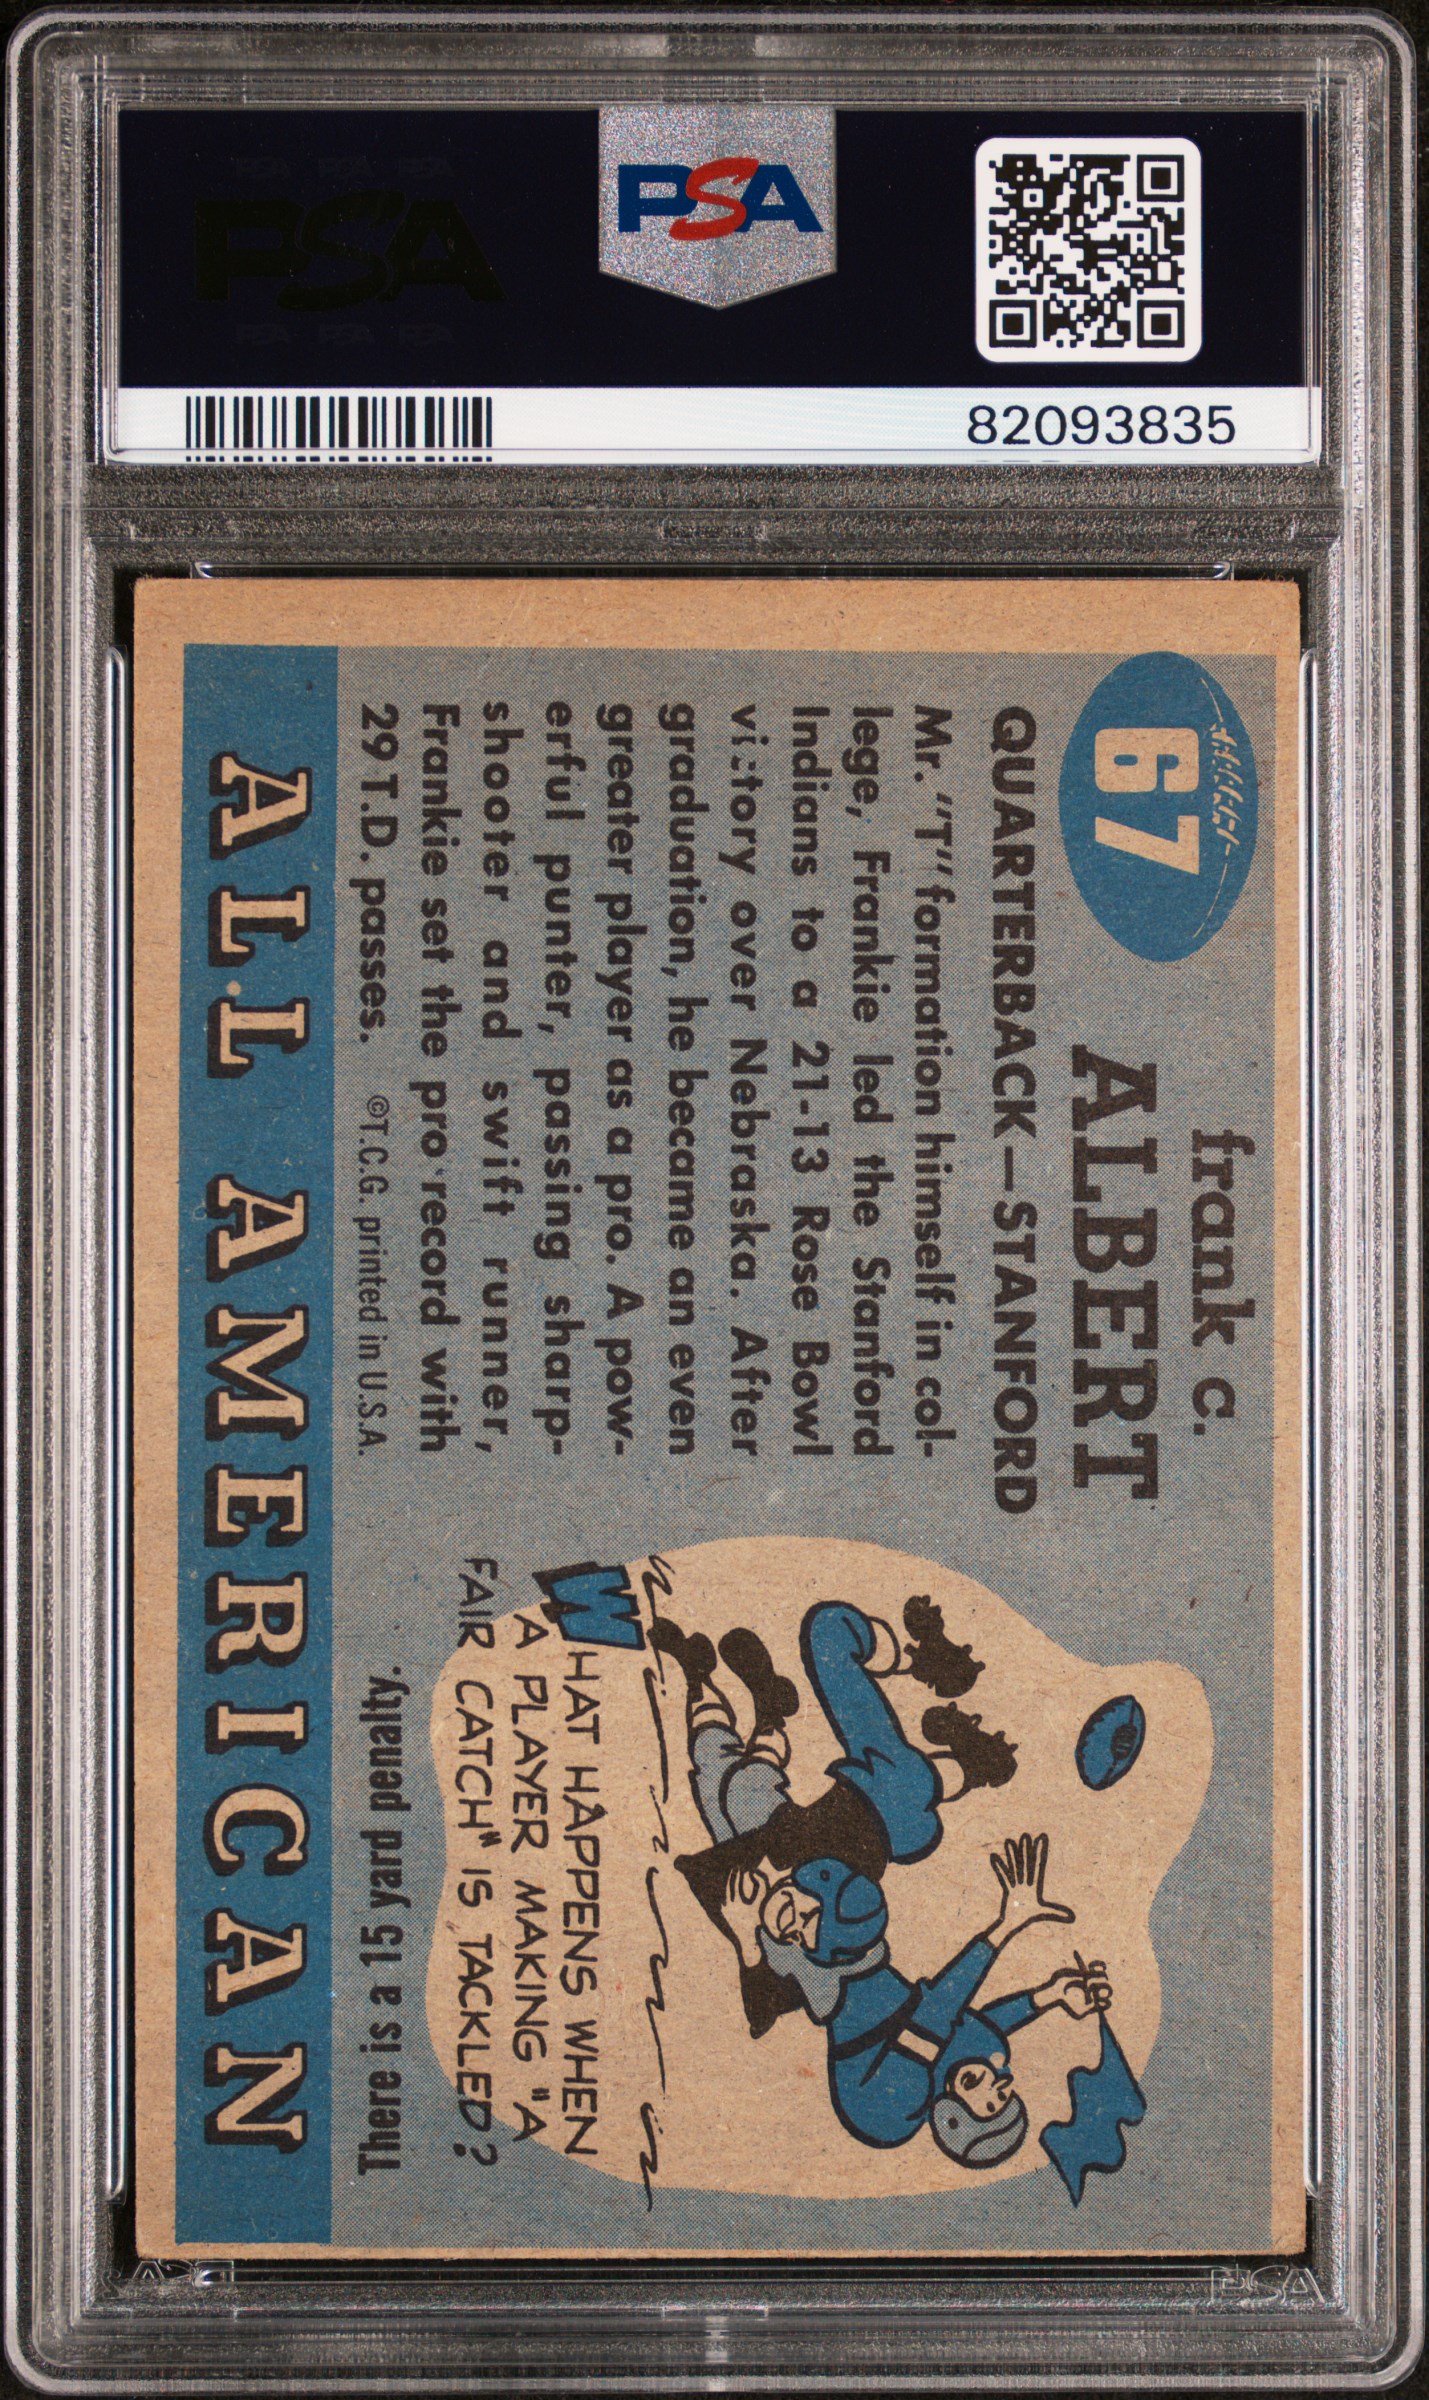 PSA
82093835
67
frank c.
ALBERT
QUARTERBACK—STANFORD
Mr. "T" formation himself in col-
lege, Frankie led the Stanford
Indians to a 21-13 Rose Bowl
victory over Nebraska. After
graduation, he became an even
greater player as a pro. A pow-
erful punter, passing sharp-
shooter and swift runner,
Frankie set the pro record with
29 T.D. passes.
©T.C.G. printed in U.S.A.
WHAT HAPPENS WHEN
A PLAYER MAKING "A
FAIR CATCH" IS TACKLED?
There is a 15 yard penalty.
ALL AMERICAN
PSA
PSA
PSA